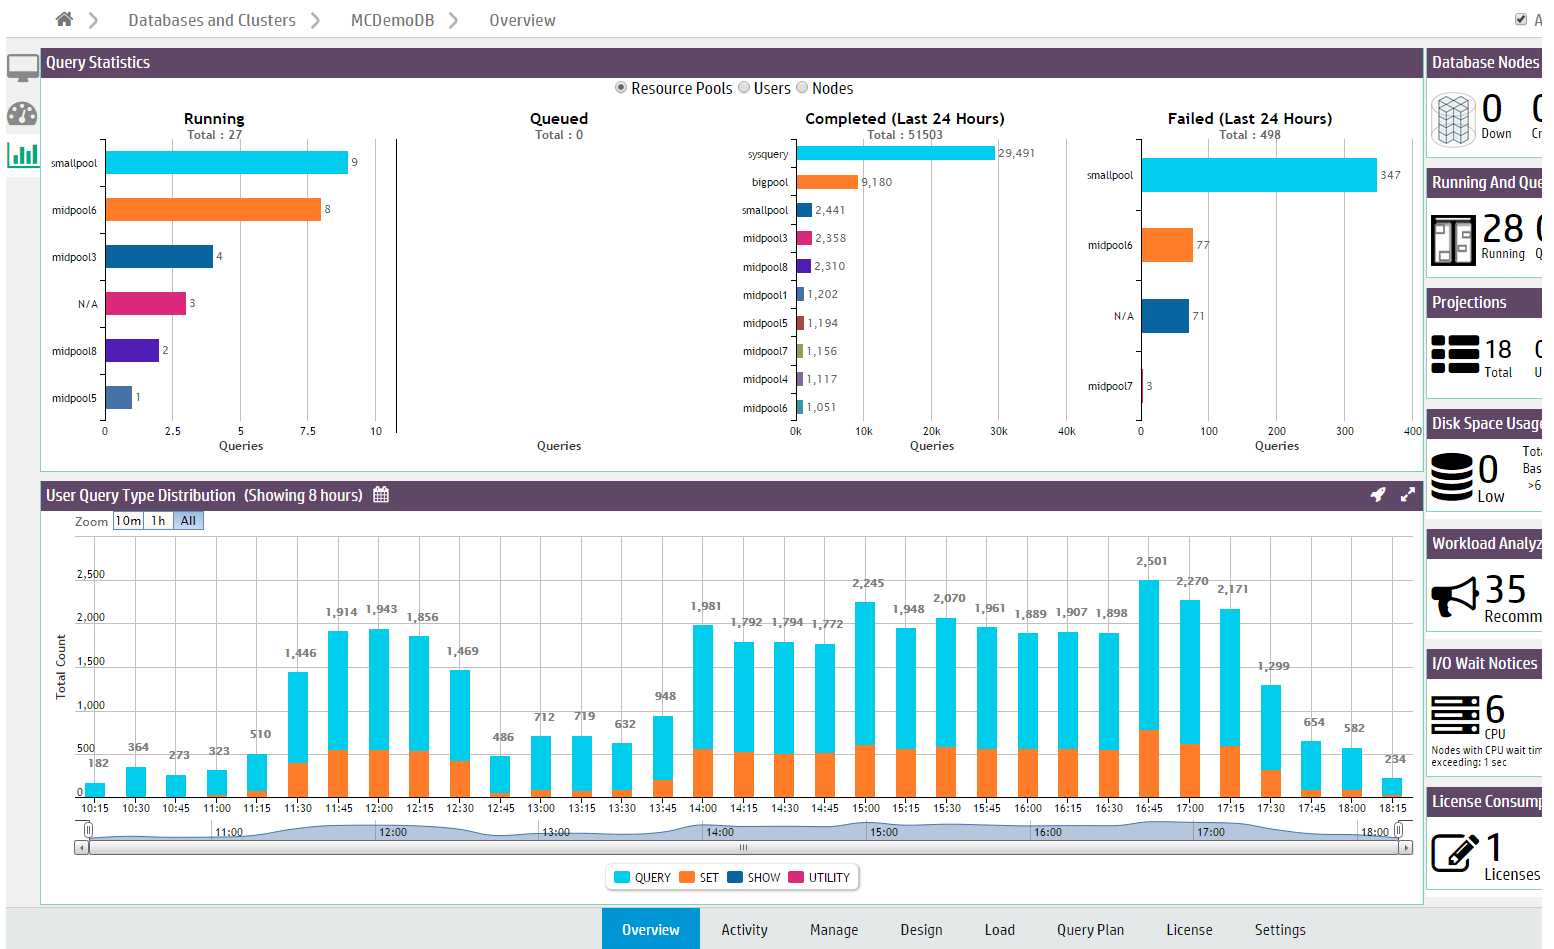 Databases and Clusters MCDemoDB Overview
Query Statistics
Resource Pools Users Nodes
Running
Total : 27
smallpool 9
midpool6 8
midpool3 4
N/A 3
midpool8 2
midpool5 1
0 2.5 5 7.5 10
Queries
Queued
Total : 0
Queries
Completed (Last 24 Hours)
Total : 51503
sysquery 29,491
bigpool 9,180
smallpool 2,441
midpool3 2,358
midpool8 2,310
midpool1 1,202
midpool5 1,194
midpool7 1,156
midpool4 1,117
midpool6 1,051
0k 10k 20k 30k 40k
Queries
Failed (Last 24 Hours)
Total : 498
smallpool 347
midpool6 77
N/A 71
midpool7 3
0 100 200 300 400
Queries
User Query Type Distribution (Showing 8 hours)
Zoom 10m 1h All
Total Count
2,500
2,000
1,500
1,000
500
0
182 364 273 323 510 1,446 1,914 1,943 1,856 1,469 486 712 719 632 948 1,981 1,792 1,794 1,772 2,245 1,948 2,070 1,961 1,889 1,907 1,898 2,501 2,270 2,171 1,299 654 582 234
10:15 10:30 10:45 11:00 11:15 11:30 11:45 12:00 12:15 12:30 12:45 13:00 13:15 13:30 13:45 14:00 14:15 14:30 14:45 15:00 15:15 15:30 15:45 16:00 16:15 16:30 16:45 17:00 17:15 17:30 17:45 18:00 18:15
11:00 12:00 13:00 14:00 15:00 16:00 17:00 18:00
QUERY SET SHOW UTILITY
Database Nodes
0
Down
Running And Que
28
Running
Projections
18
Total
Disk Space Usage
0
Low
Tota
Bas
>6
Workload Analyz
35
Recomm
I/O Wait Notices
6
CPU
Nodes with CPU wait tim
exceeding: 1 sec
License Consump
1
Licenses
Overview Activity Manage Design Load Query Plan License Settings